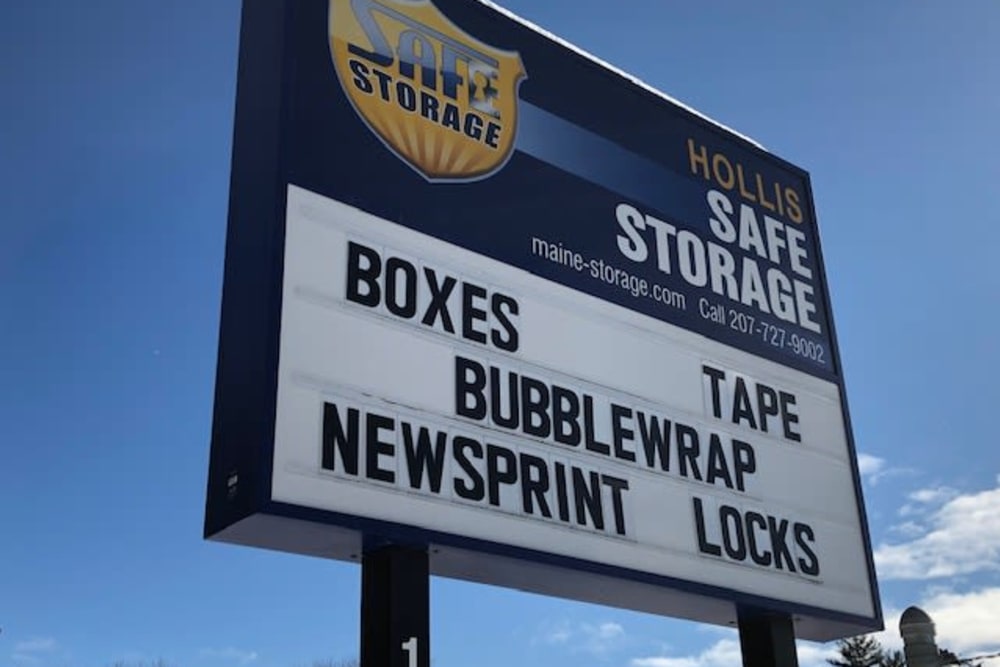 SAFE
STORAGE
HOLLIS
SAFE
STORAGE
maine-storage.com Call 207-727-9002
BOXES TAPE
BUBBLEWRAP
NEWSPRINT LOCKS
1